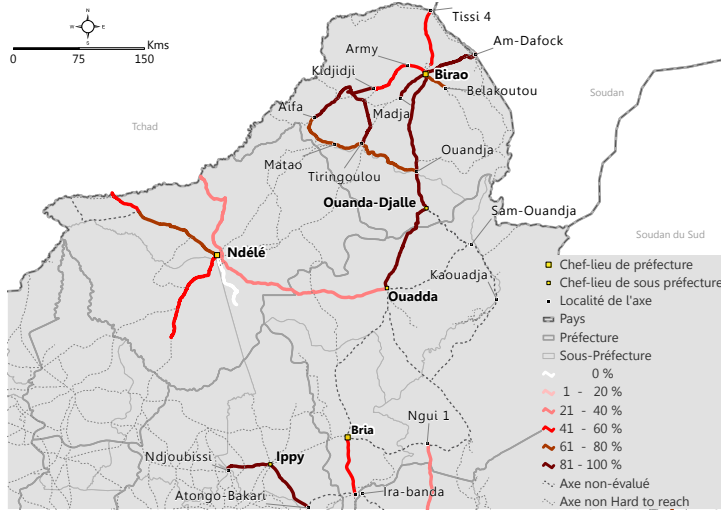 N
W E
S
0 75 150 Kms
Tissi 4
Am-Dafock
Army
Birao
Kidjidji
Belakoutou
Soudan
Madja
Aifa
Tchad
Matao
Tiringoulou
Ouandja
Ouanda-Djalle
Sam-Ouandja
Soudan du Sud
Ndélé
Kaouadja
Ouadda
Chef-lieu de préfecture
Chef-lieu de sous préfecture
Localité de l'axe
Pays
Préfecture
Sous-Préfecture
0 %
1 - 20 %
21 - 40 %
41 - 60 %
61 - 80 %
81 - 100 %
Axe non-évalué
Axe non Hard to reach
Ngui 1
Bria
Ippy
Ndjoubissi
Atongo-Bakari
Ira-banda